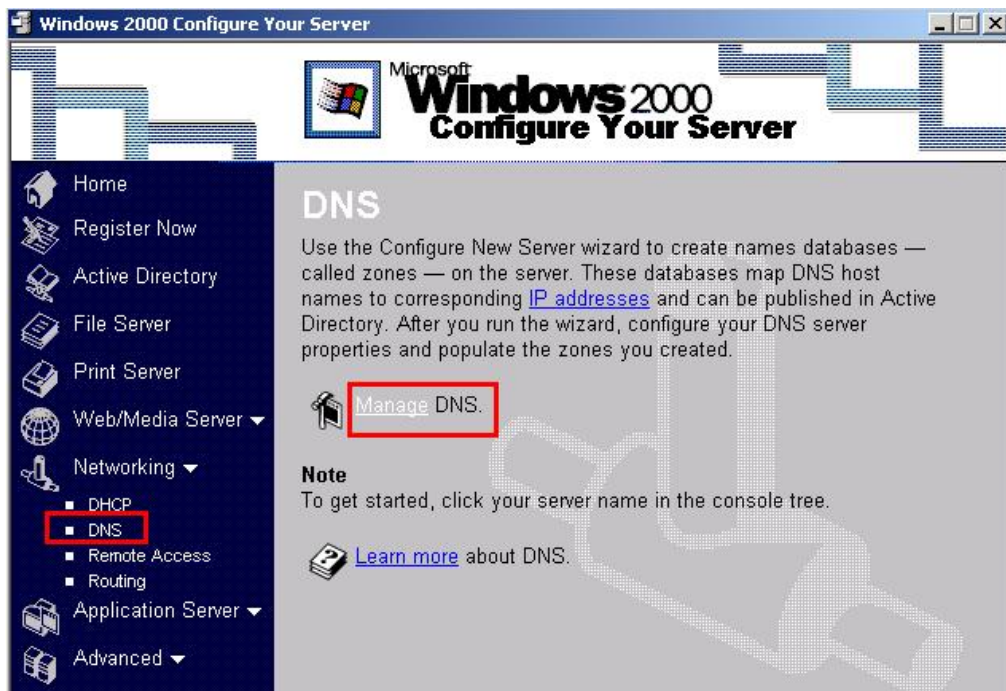 Windows 2000 Configure Your Server
Microsoft
Windows 2000
Configure Your Server
Home
Register Now
Active Directory
File Server
Print Server
Web/Media Server
Networking
DHCP
DNS
Remote Access
Routing
Application Server
Advanced
DNS
Use the Configure New Server wizard to create names databases —
called zones — on the server. These databases map DNS host
names to corresponding IP addresses and can be published in Active
Directory. After you run the wizard, configure your DNS server
properties and populate the zones you created.
Manage DNS.
Note
To get started, click your server name in the console tree.
Learn more about DNS.